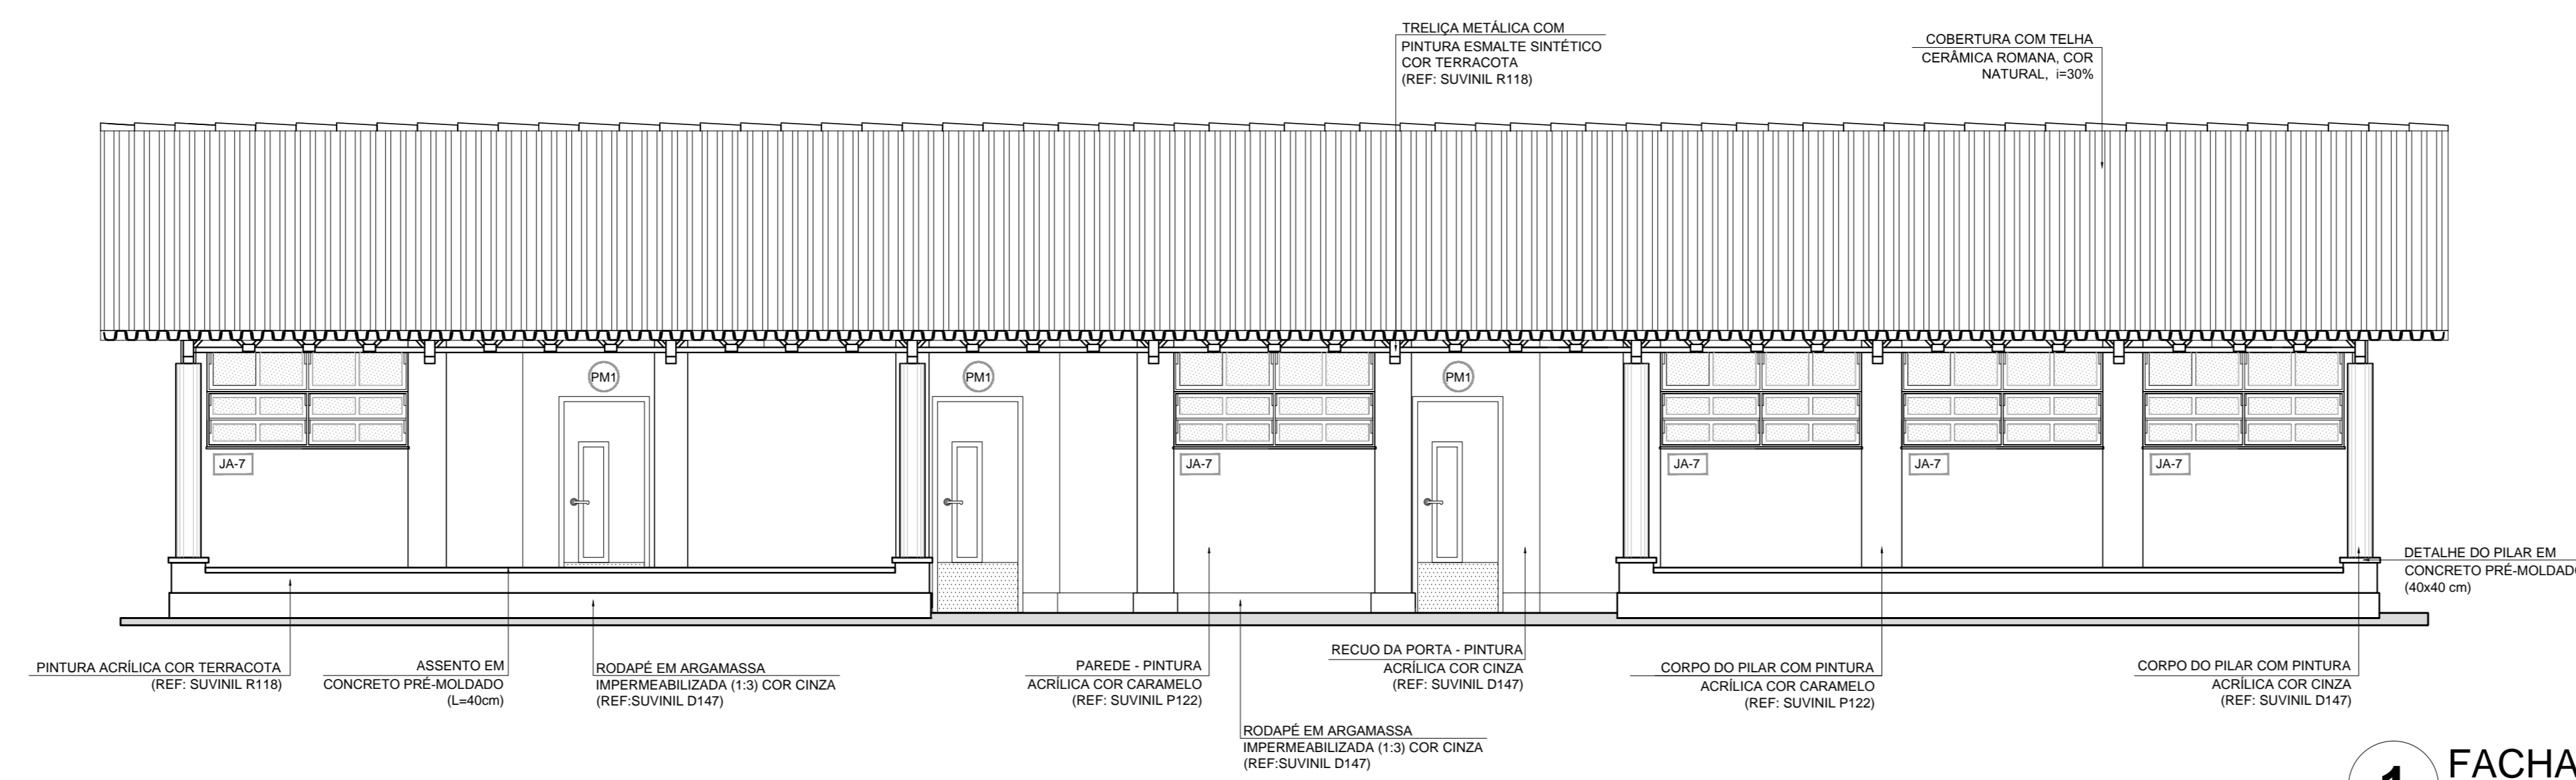 TRELIÇA METÁLICA COM
PINTURA ESMALTE SINTÉTICO
COR TERRACOTA
(REF: SUVINIL R118)
COBERTURA COM TELHA
CERÂMICA ROMANA, COR
NATURAL, i=30%
PM1
PM1
PM1
JA-7
JA-7
JA-7
JA-7
JA-7
DETALHE DO PILAR EM
CONCRETO PRÉ-MOLDADO
(40x40 cm)
PINTURA ACRÍLICA COR TERRACOTA
(REF: SUVINIL R118)
ASSENTO EM
CONCRETO PRÉ-MOLDADO
(L=40cm)
RODAPÉ EM ARGAMASSA
IMPERMEABILIZADA (1:3) COR CINZA
(REF:SUVINIL D147)
PAREDE - PINTURA
ACRÍLICA COR CARAMELO
(REF: SUVINIL P122)
RODAPÉ EM ARGAMASSA
IMPERMEABILIZADA (1:3) COR CINZA
(REF:SUVINIL D147)
RECUO DA PORTA - PINTURA
ACRÍLICA COR CINZA
(REF: SUVINIL D147)
CORPO DO PILAR COM PINTURA
ACRÍLICA COR CARAMELO
(REF: SUVINIL P122)
CORPO DO PILAR COM PINTURA
ACRÍLICA COR CINZA
(REF: SUVINIL D147)
1 FACHA